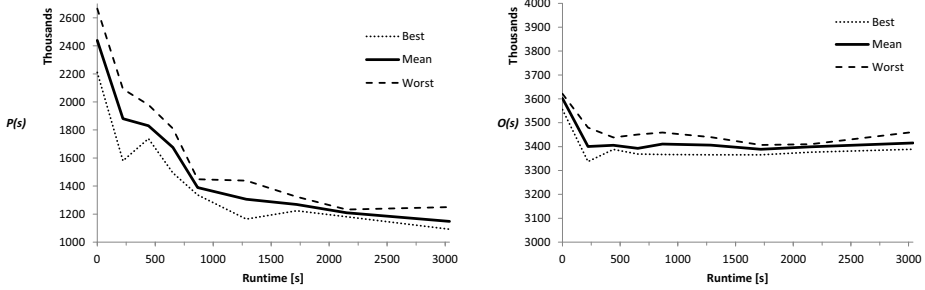 Thousands
P(s)
2600
2400
2200
2000
1800
1600
1400
1200
1000
0 500 1000 1500 2000 2500 3000
Runtime [s]
Best
Mean
Worst
Thousands
O(s)
4000
3900
3800
3700
3600
3500
3400
3300
3200
3100
3000
0 500 1000 1500 2000 2500 3000
Runtime [s]
Best
Mean
Worst